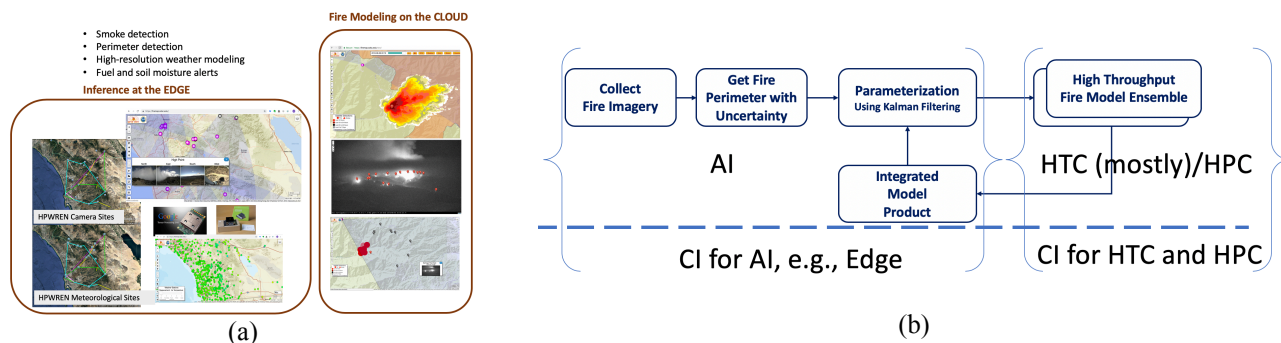 Fire Modeling on the CLOUD
• Smoke detection
• Perimeter detection
• High-resolution weather modeling
• Fuel and soil moisture alerts
Inference at the EDGE
High Point
HPWREN Camera Sites
HPWREN Meteorological Sites
(a)
Collect
Fire Imagery
Get Fire
Perimeter with
Uncertainty
Parameterization
Using Kalman Filtering
High Throughput
Fire Model Ensemble
AI
HTC (mostly)/HPC
Integrated
Model
Product
CI for AI, e.g., Edge
CI for HTC and HPC
(b)